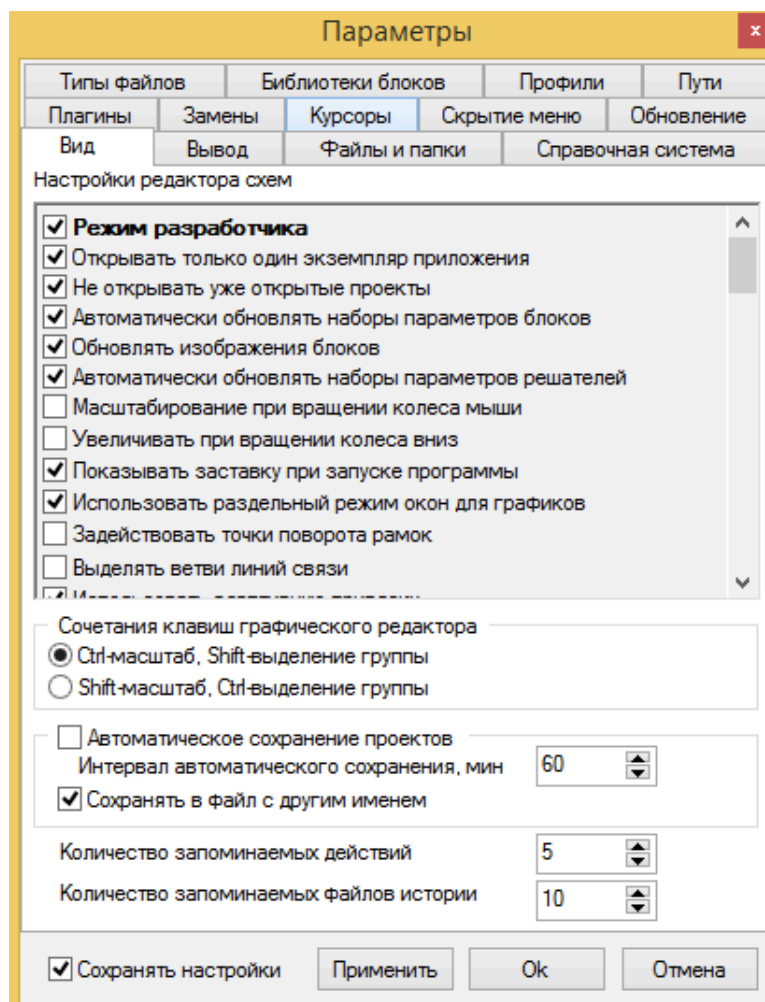 Параметры
x
Типы файлов Библиотеки блоков Профили Пути
Плагины Замены Курсоры Скрытие меню Обновление
Вид Вывод Файлы и папки Справочная система
Настройки редактора схем
Режим разработчика
Открывать только один экземпляр приложения
Не открывать уже открытые проекты
Автоматически обновлять наборы параметров блоков
Обновлять изображения блоков
Автоматически обновлять наборы параметров решателей
Масштабирование при вращении колеса мыши
Увеличивать при вращении колеса вниз
Показывать заставку при запуске программы
Использовать раздельный режим окон для графиков
Задействовать точки поворота рамок
Выделять ветви линий связи
Сочетания клавиш графического редактора
Ctrl-масштаб, Shift-выделение группы
Shift-масштаб, Ctrl-выделение группы
Автоматическое сохранение проектов
Интервал автоматического сохранения, мин 60
Сохранять в файл с другим именем
Количество запоминаемых действий 5
Количество запоминаемых файлов истории 10
Сохранять настройки Применить Ok Отмена